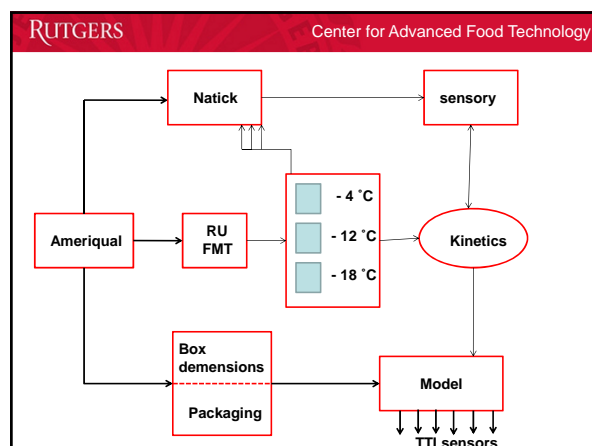 RUTGERS
Center for Advanced Food Technology
Natick
sensory
- 4 ˚C
Ameriqual
RU
FMT
- 12 ˚C
Kinetics
- 18 ˚C
Box
demensions
Packaging
Model
TTI sensors